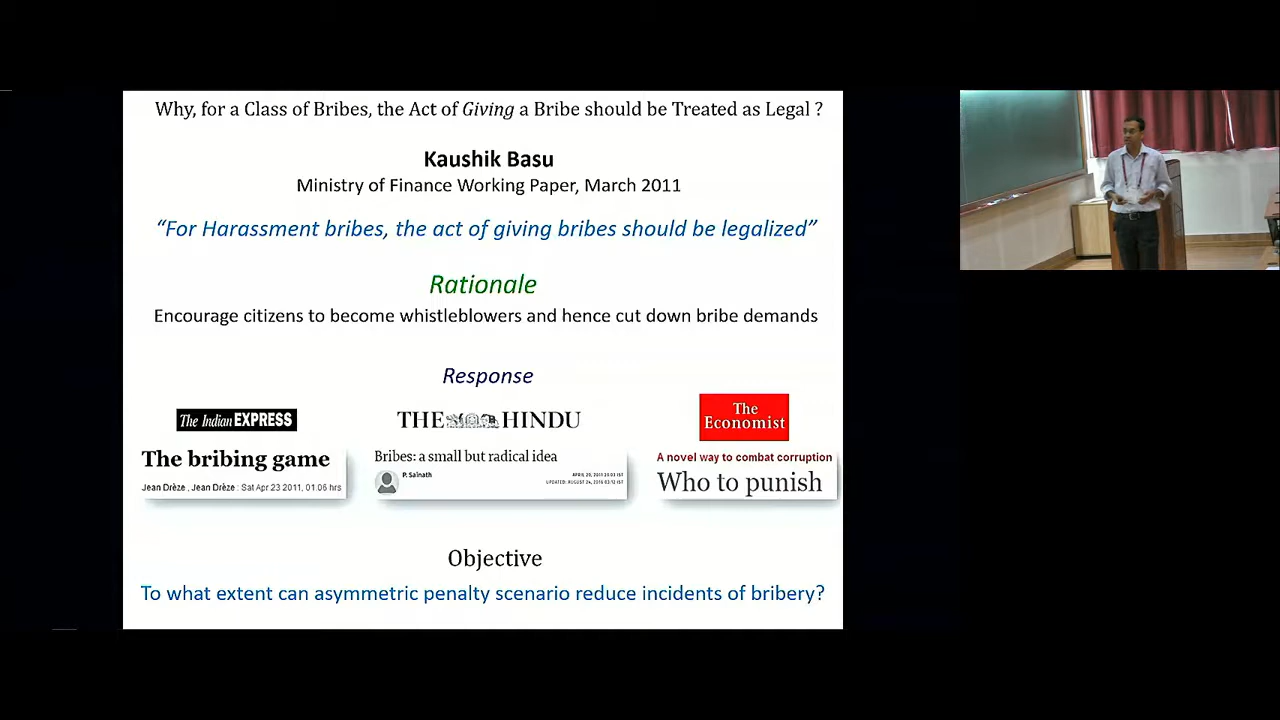 Why, for a Class of Bribes, the Act of Giving a Bribe should be Treated as Legal ?
Kaushik Basu
Ministry of Finance Working Paper, March 2011
“For Harassment bribes, the act of giving bribes should be legalized”
Rationale
Encourage citizens to become whistleblowers and hence cut down bribe demands
Response
The Indian EXPRESS
The bribing game
Jean Drèze , Jean Drèze : Sat Apr 23 2011, 01.06 hrs
THE HINDU
Bribes: a small but radical idea
P. Sainath
The
Economist
A novel way to combat corruption
Who to punish
Objective
To what extent can asymmetric penalty scenario reduce incidents of bribery?